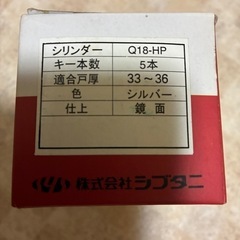 シリンダー Q18-HP
キー本数 5本
適合戸厚 33～36
色 シルバー
仕上 鏡面
株式会社シブタニ